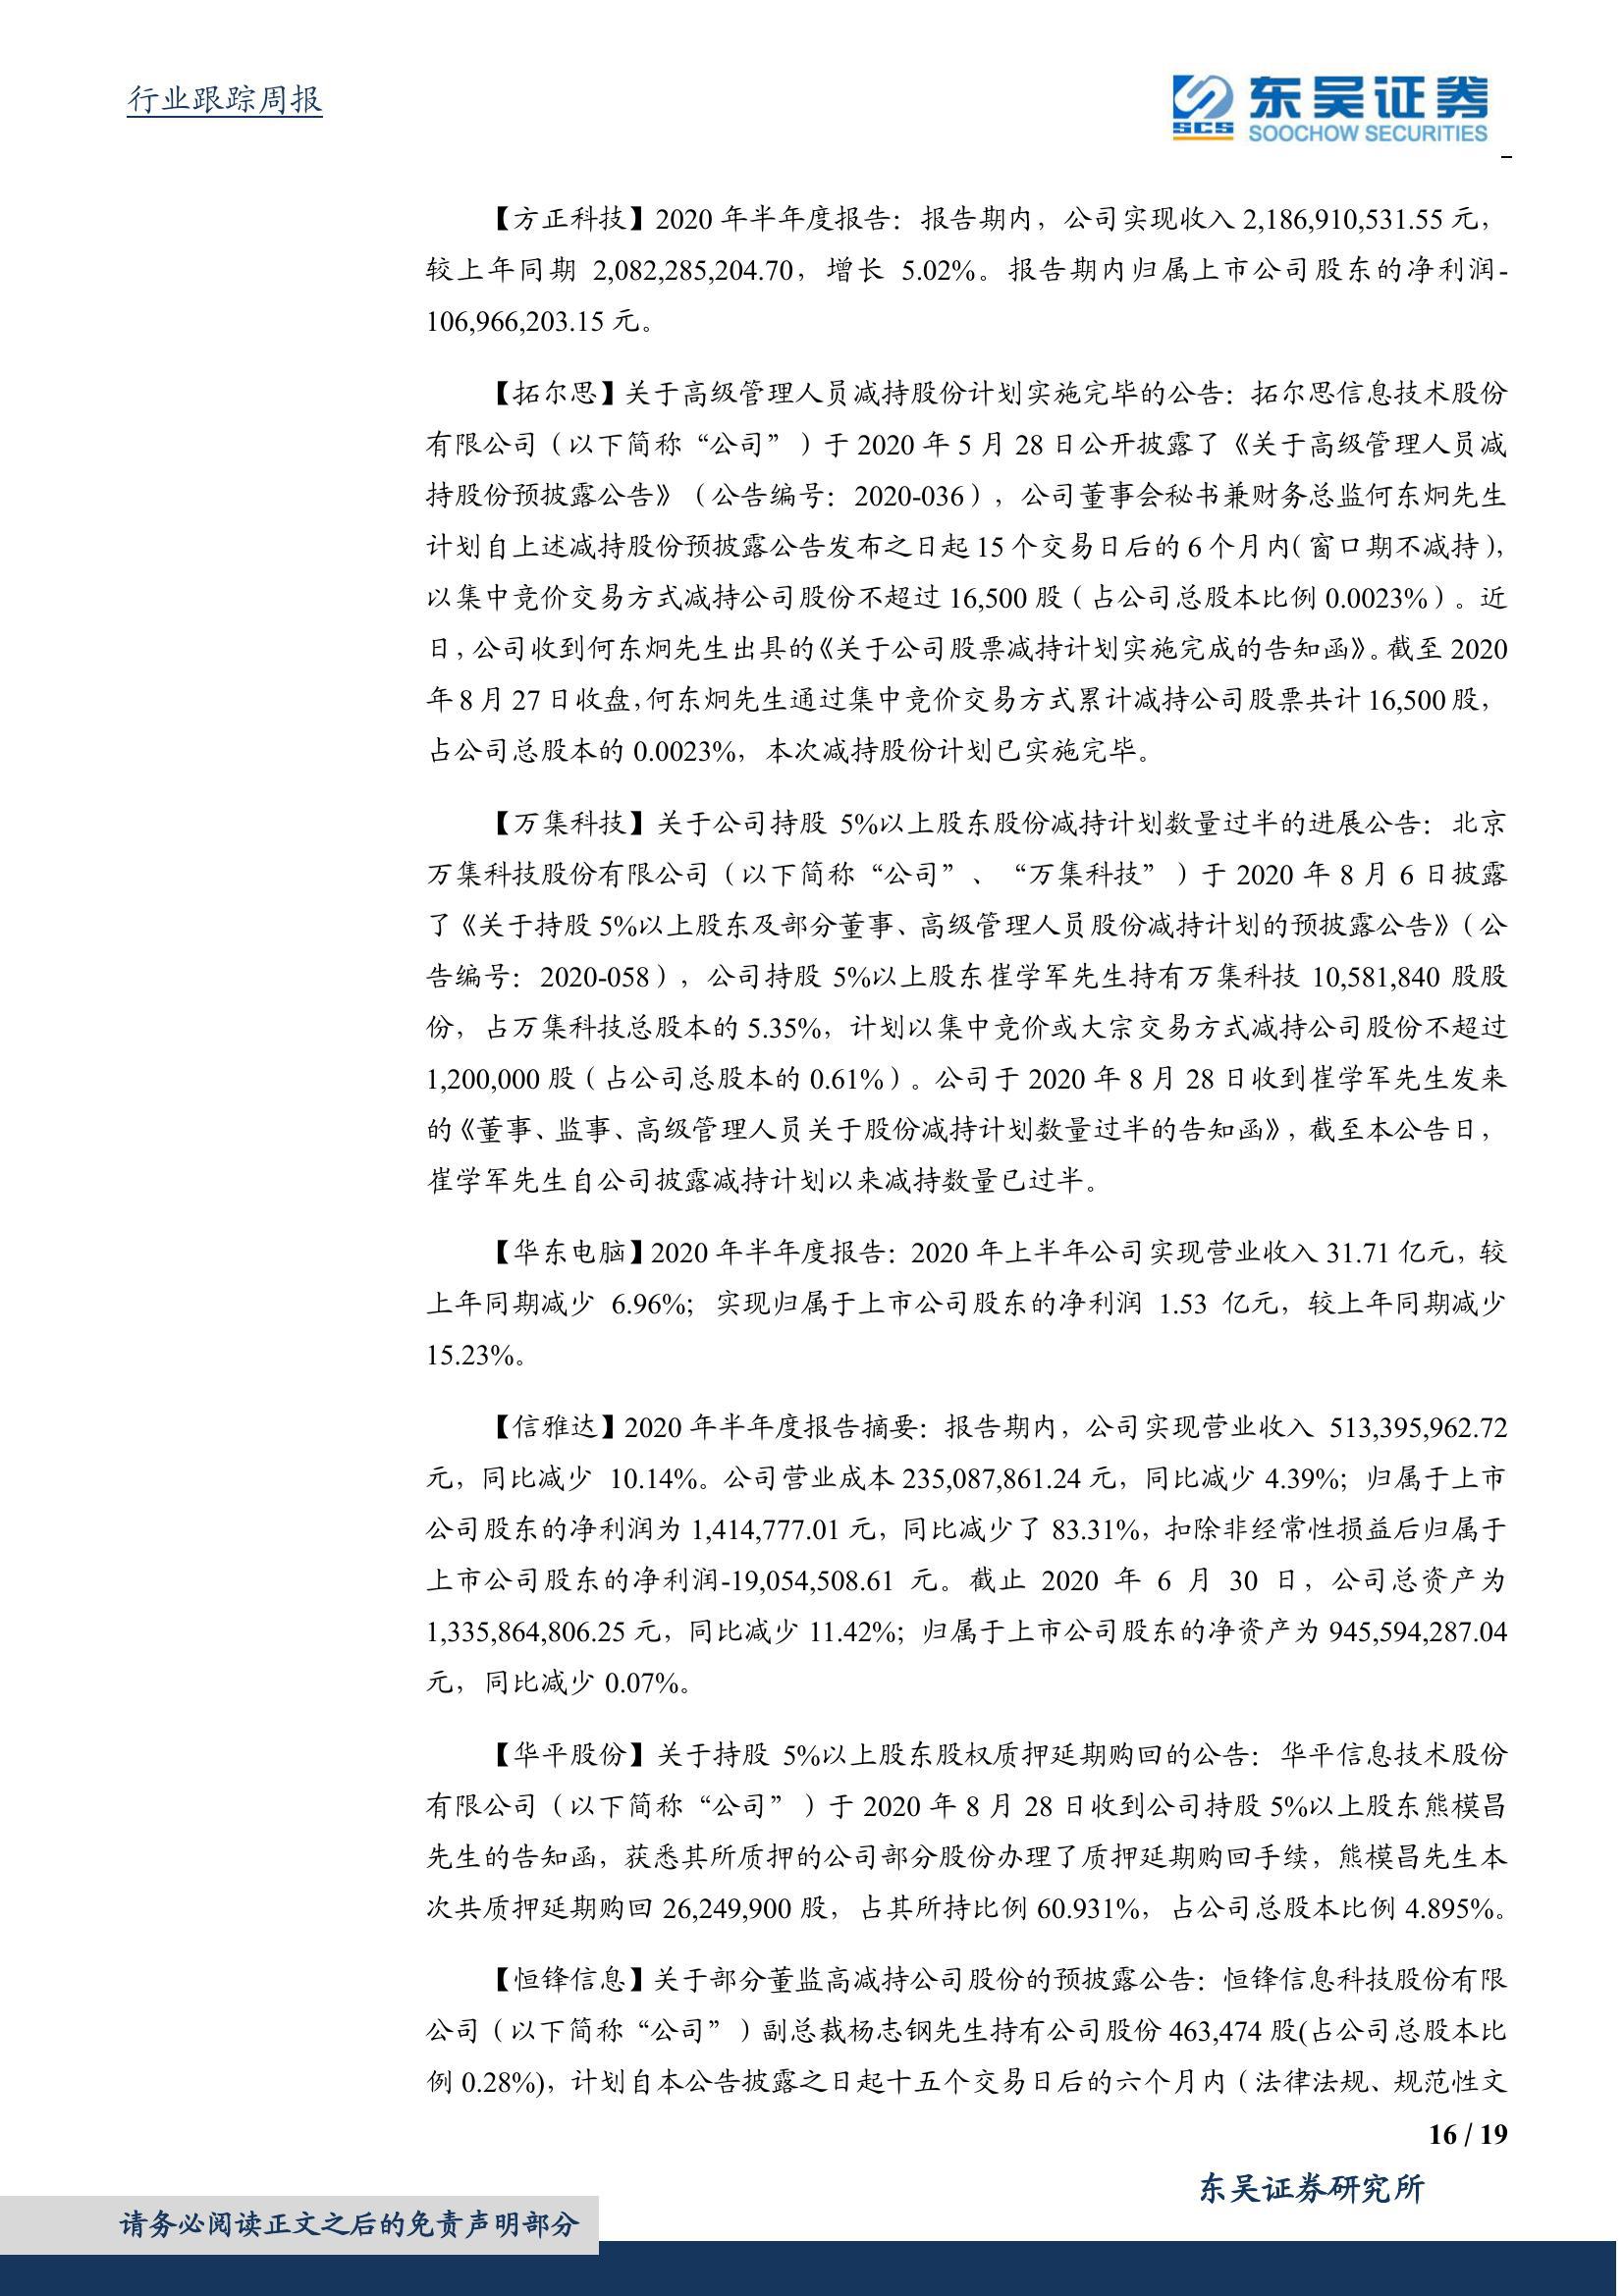 行业跟踪周报
SCS
东吴证券
SOOCHOW SECURITIES
【方正科技】2020 年半年度报告：报告期内，公司实现收入 2,186,910,531.55 元，
较上年同期 2,082,285,204.70，增长 5.02%。报告期内归属上市公司股东的净利润-
106,966,203.15 元。
【拓尔思】关于高级管理人员减持股份计划实施完毕的公告：拓尔思信息技术股份
有限公司（以下简称“公司”）于 2020 年 5 月 28 日公开披露了《关于高级管理人员减
持股份预披露公告》（公告编号：2020-036），公司董事会秘书兼财务总监何东炯先生
计划自上述减持股份预披露公告发布之日起 15 个交易日后的 6 个月内（窗口期不减持），
以集中竞价交易方式减持公司股份不超过 16,500 股（占公司总股本比例 0.0023%）。近
日，公司收到何东炯先生出具的《关于公司股票减持计划实施完成的告知函》。截至 2020
年 8 月 27 日收盘，何东炯先生通过集中竞价交易方式累计减持公司股票共计 16,500 股，
占公司总股本的 0.0023%，本次减持股份计划已实施完毕。
【万集科技】关于公司持股 5%以上股东股份减持计划数量过半的进展公告：北京
万集科技股份有限公司（以下简称“公司”、“万集科技”）于 2020 年 8 月 6 日披露
了《关于持股 5%以上股东及部分董事、高级管理人员股份减持计划的预披露公告》（公
告编号：2020-058），公司持股 5%以上股东崔学军先生持有万集科技 10,581,840 股股
份，占万集科技总股本的 5.35%，计划以集中竞价或大宗交易方式减持公司股份不超过
1,200,000 股（占公司总股本的 0.61%）。公司于 2020 年 8 月 28 日收到崔学军先生发来
的《董事、监事、高级管理人员关于股份减持计划数量过半的告知函》，截至本公告日，
崔学军先生自公司披露减持计划以来减持数量已过半。
【华东电脑】2020 年半年度报告：2020 年上半年公司实现营业收入 31.71 亿元，较
上年同期减少 6.96%；实现归属于上市公司股东的净利润 1.53 亿元，较上年同期减少
15.23%。
【信雅达】2020 年半年度报告摘要：报告期内，公司实现营业收入 513,395,962.72
元，同比减少 10.14%。公司营业成本 235,087,861.24 元，同比减少 4.39%；归属于上市
公司股东的净利润为 1,414,777.01 元，同比减少了 83.31%，扣除非经常性损益后归属于
上市公司股东的净利润-19,054,508.61 元。截止 2020 年 6 月 30 日，公司总资产为
1,335,864,806.25 元，同比减少 11.42%；归属于上市公司股东的净资产为 945,594,287.04
元，同比减少 0.07%。
【华平股份】关于持股 5%以上股东股权质押延期购回的公告：华平信息技术股份
有限公司（以下简称“公司”）于 2020 年 8 月 28 日收到公司持股 5%以上股东熊模昌
先生的告知函，获悉其所质押的公司部分股份办理了质押延期购回手续，熊模昌先生本
次共质押延期购回 26,249,900 股，占其所持比例 60.931%，占公司总股本比例 4.895%。
【恒锋信息】关于部分董监高减持公司股份的预披露公告：恒锋信息科技股份有限
公司（以下简称“公司”）副总裁杨志钢先生持有公司股份 463,474 股(占公司总股本比
例 0.28%)，计划自本公告披露之日起十五个交易日后的六个月内（法律法规、规范性文
16 / 19
东吴证券研究所
请务必阅读正文之后的免责声明部分